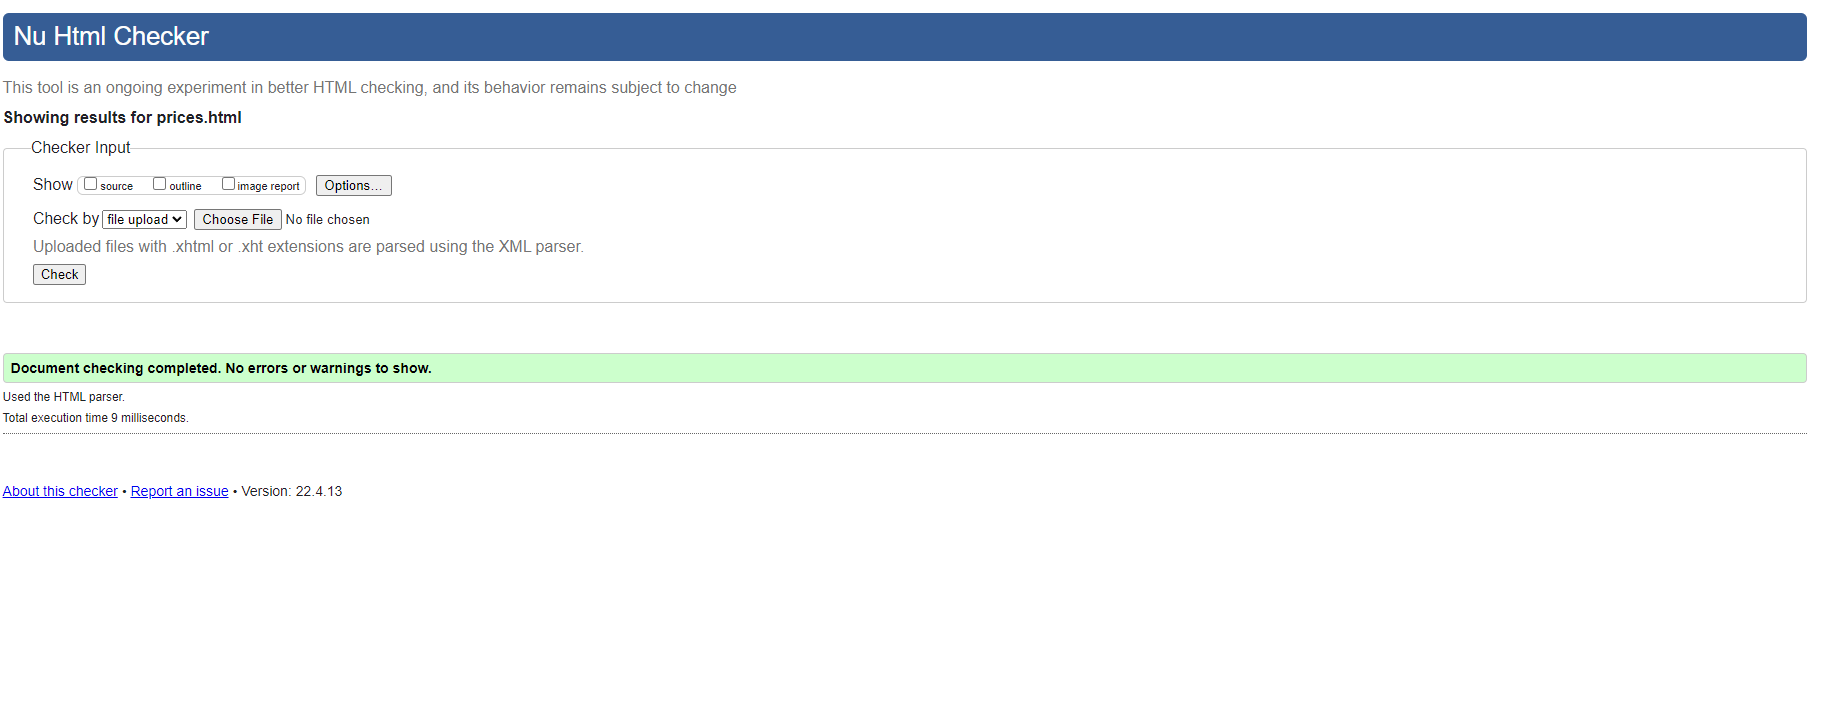 Nu Html Checker
This tool is an ongoing experiment in better HTML checking, and its behavior remains subject to change
Showing results for prices.html
Checker Input
Show source outline image report Options...
Check by file upload Choose File No file chosen
Uploaded files with .xhtml or .xht extensions are parsed using the XML parser.
Check
Document checking completed. No errors or warnings to show.
Used the HTML parser.
Total execution time 9 milliseconds.
About this checker • Report an issue • Version: 22.4.13